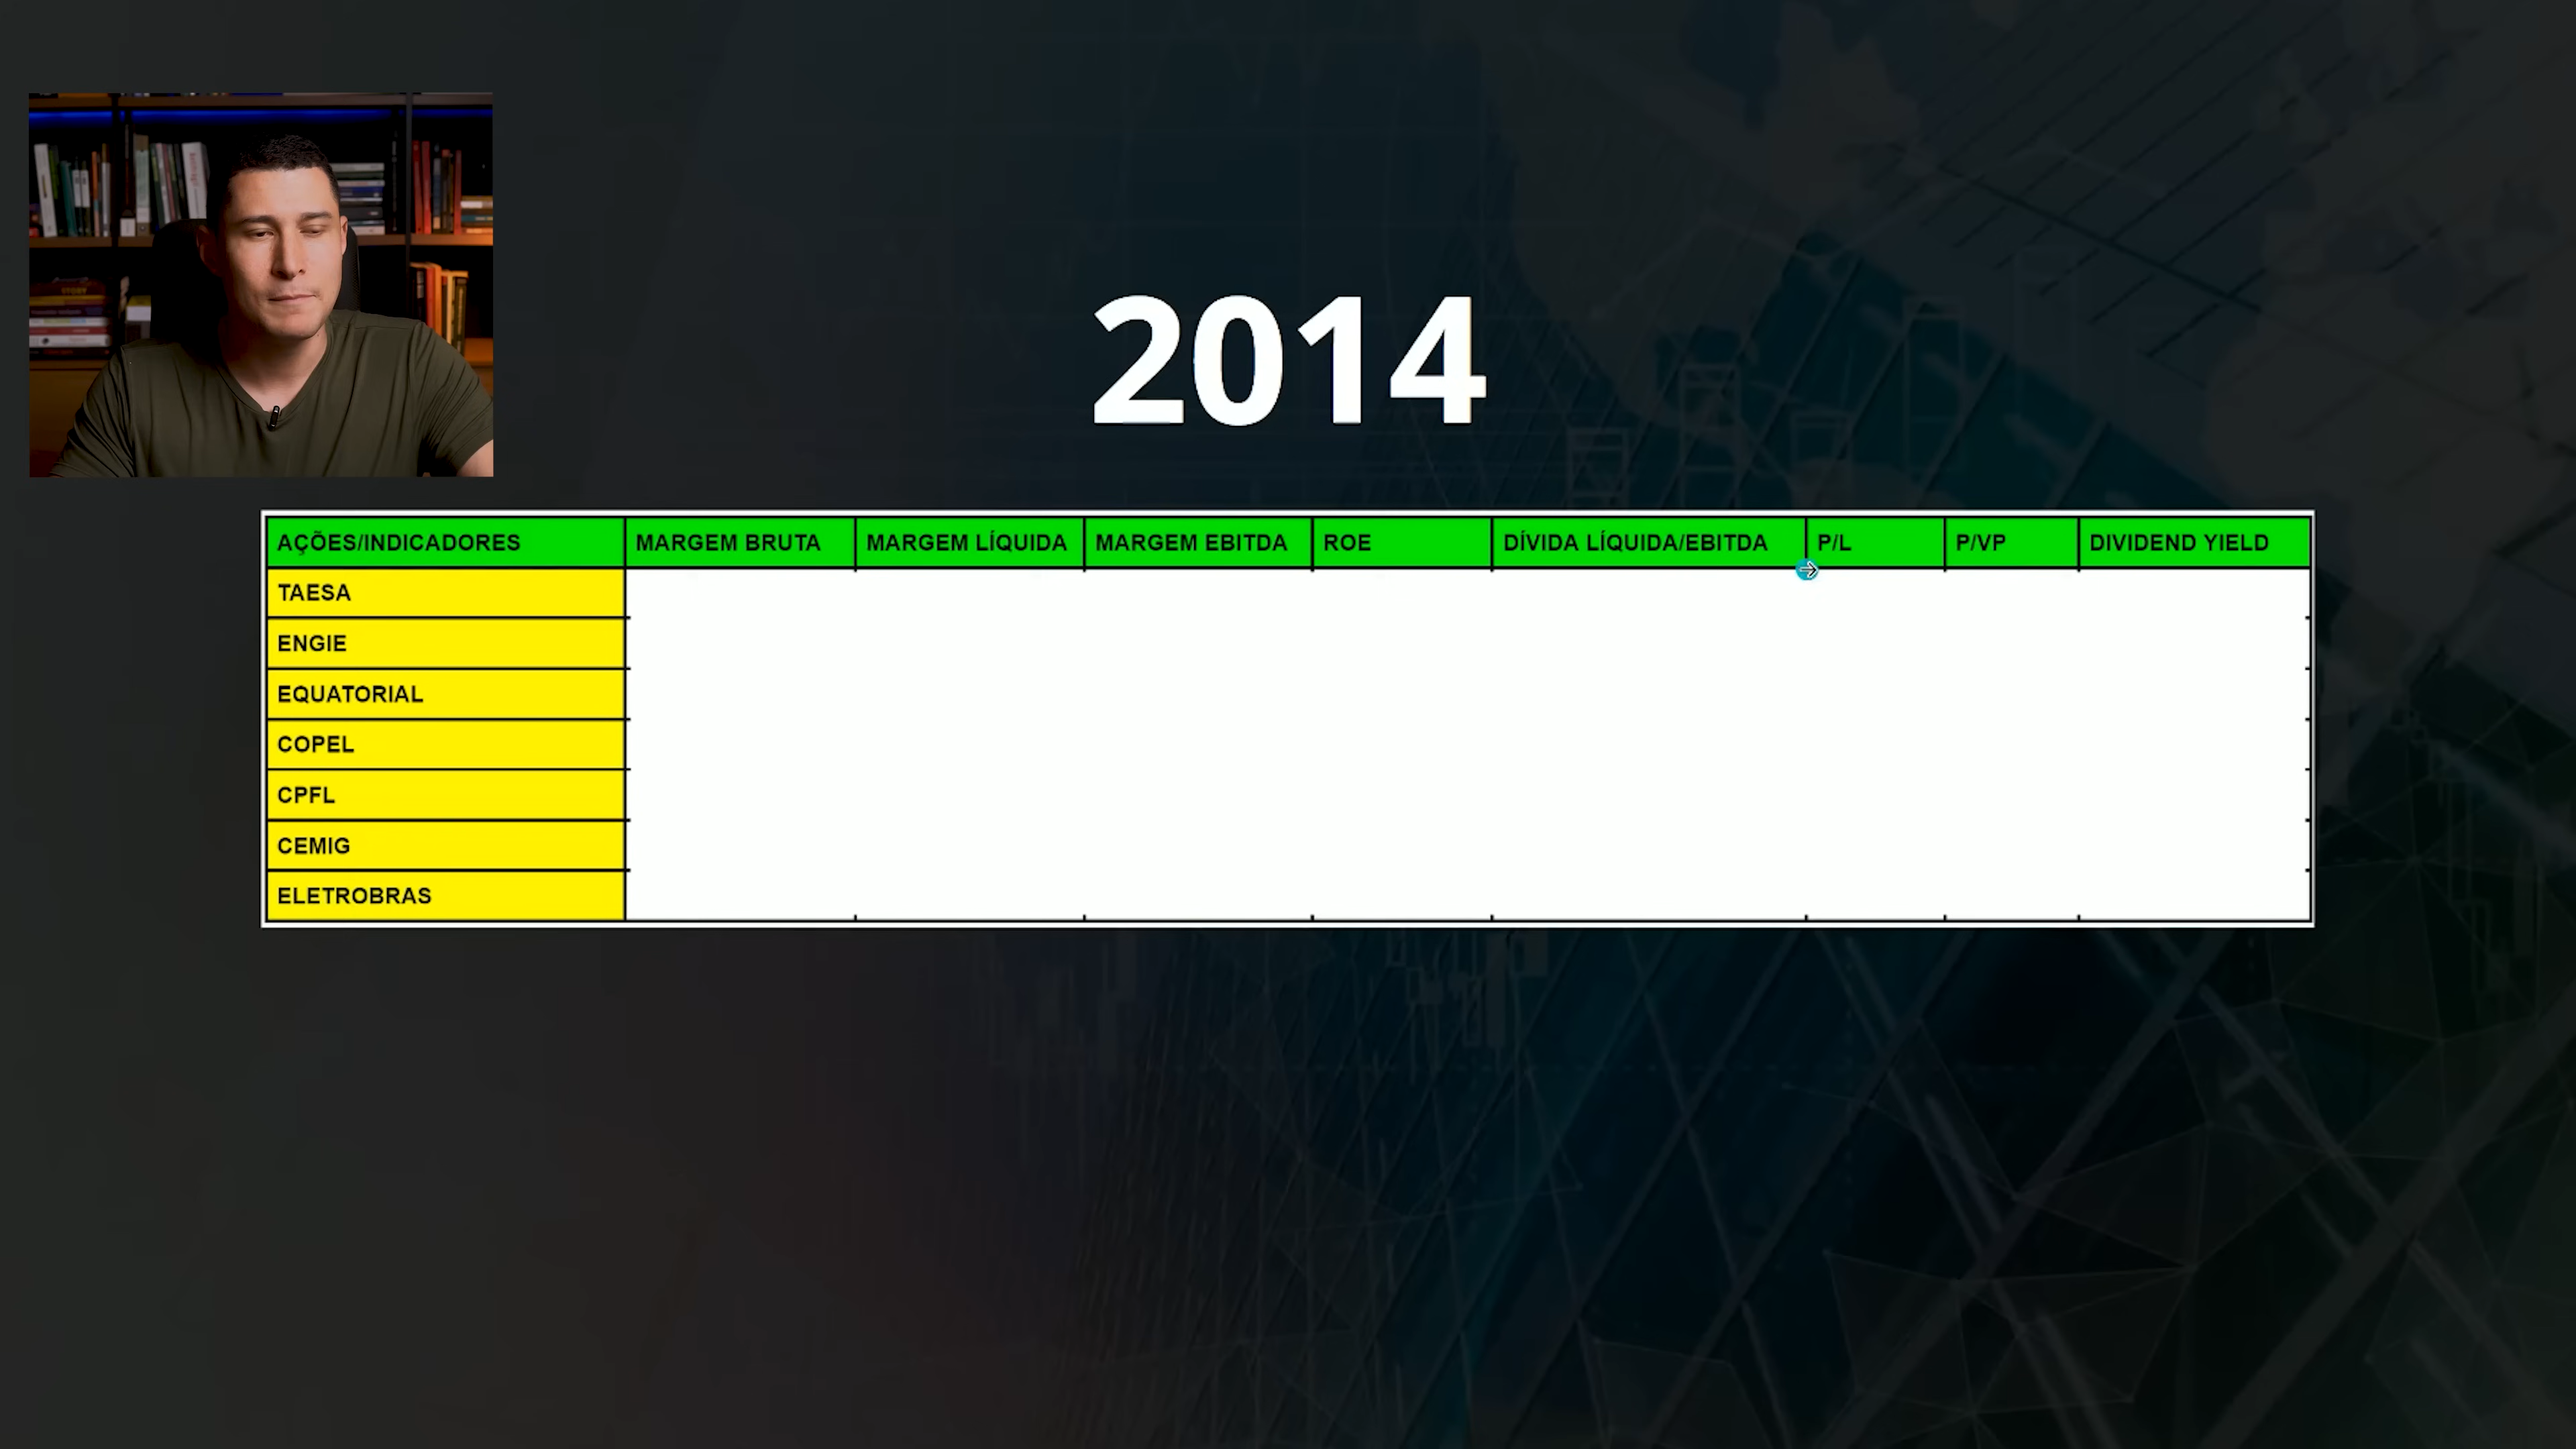 2014
AÇÕES/INDICADORES MARGEM BRUTA MARGEM LÍQUIDA MARGEM EBITDA ROE DÍVIDA LÍQUIDA/EBITDA P/L P/VP DIVIDEND YIELD
TAESA
ENGIE
EQUATORIAL
COPEL
CPFL
CEMIG
ELETROBRAS